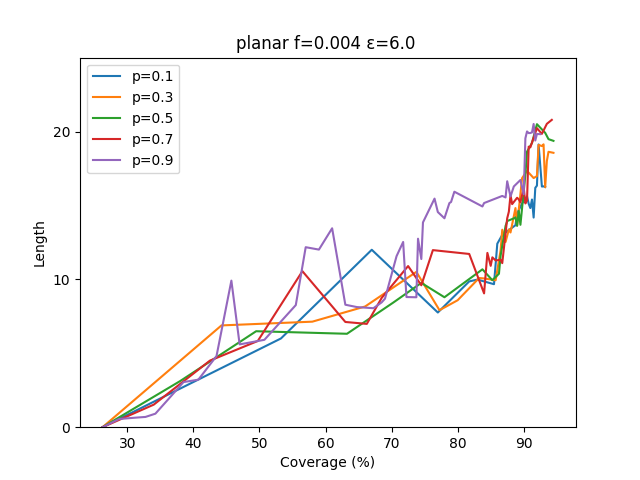 planar f=0.004 ε=6.0
p=0.1
p=0.3
p=0.5
p=0.7
p=0.9
Length
20
10
0
30 40 50 60 70 80 90
Coverage (%)